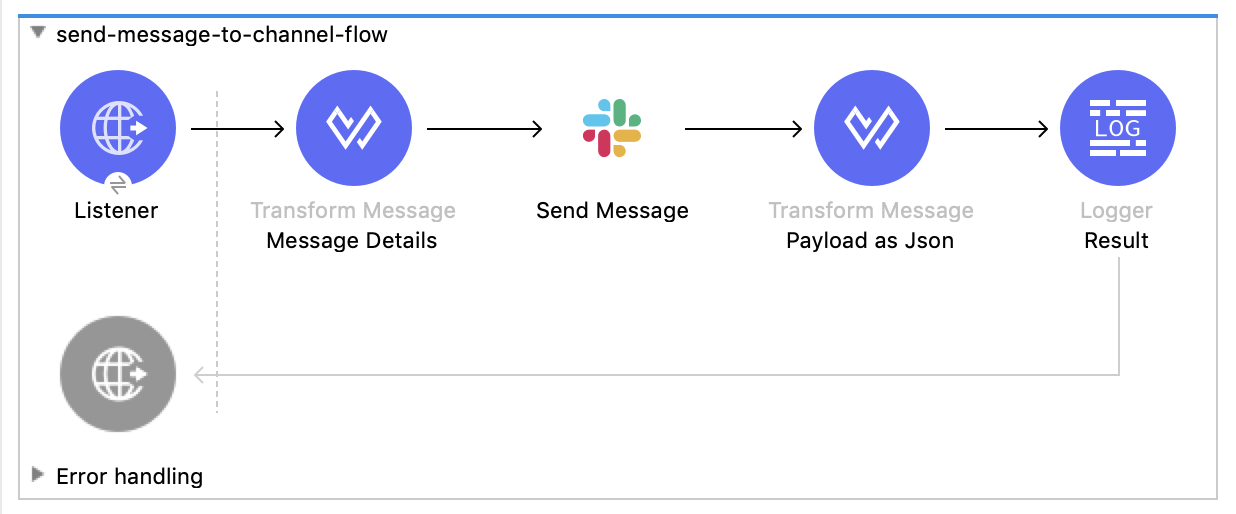 send-message-to-channel-flow
Listener
Transform Message
Message Details
Send Message
Transform Message
Payload as Json
LOG
Logger
Result
Error handling